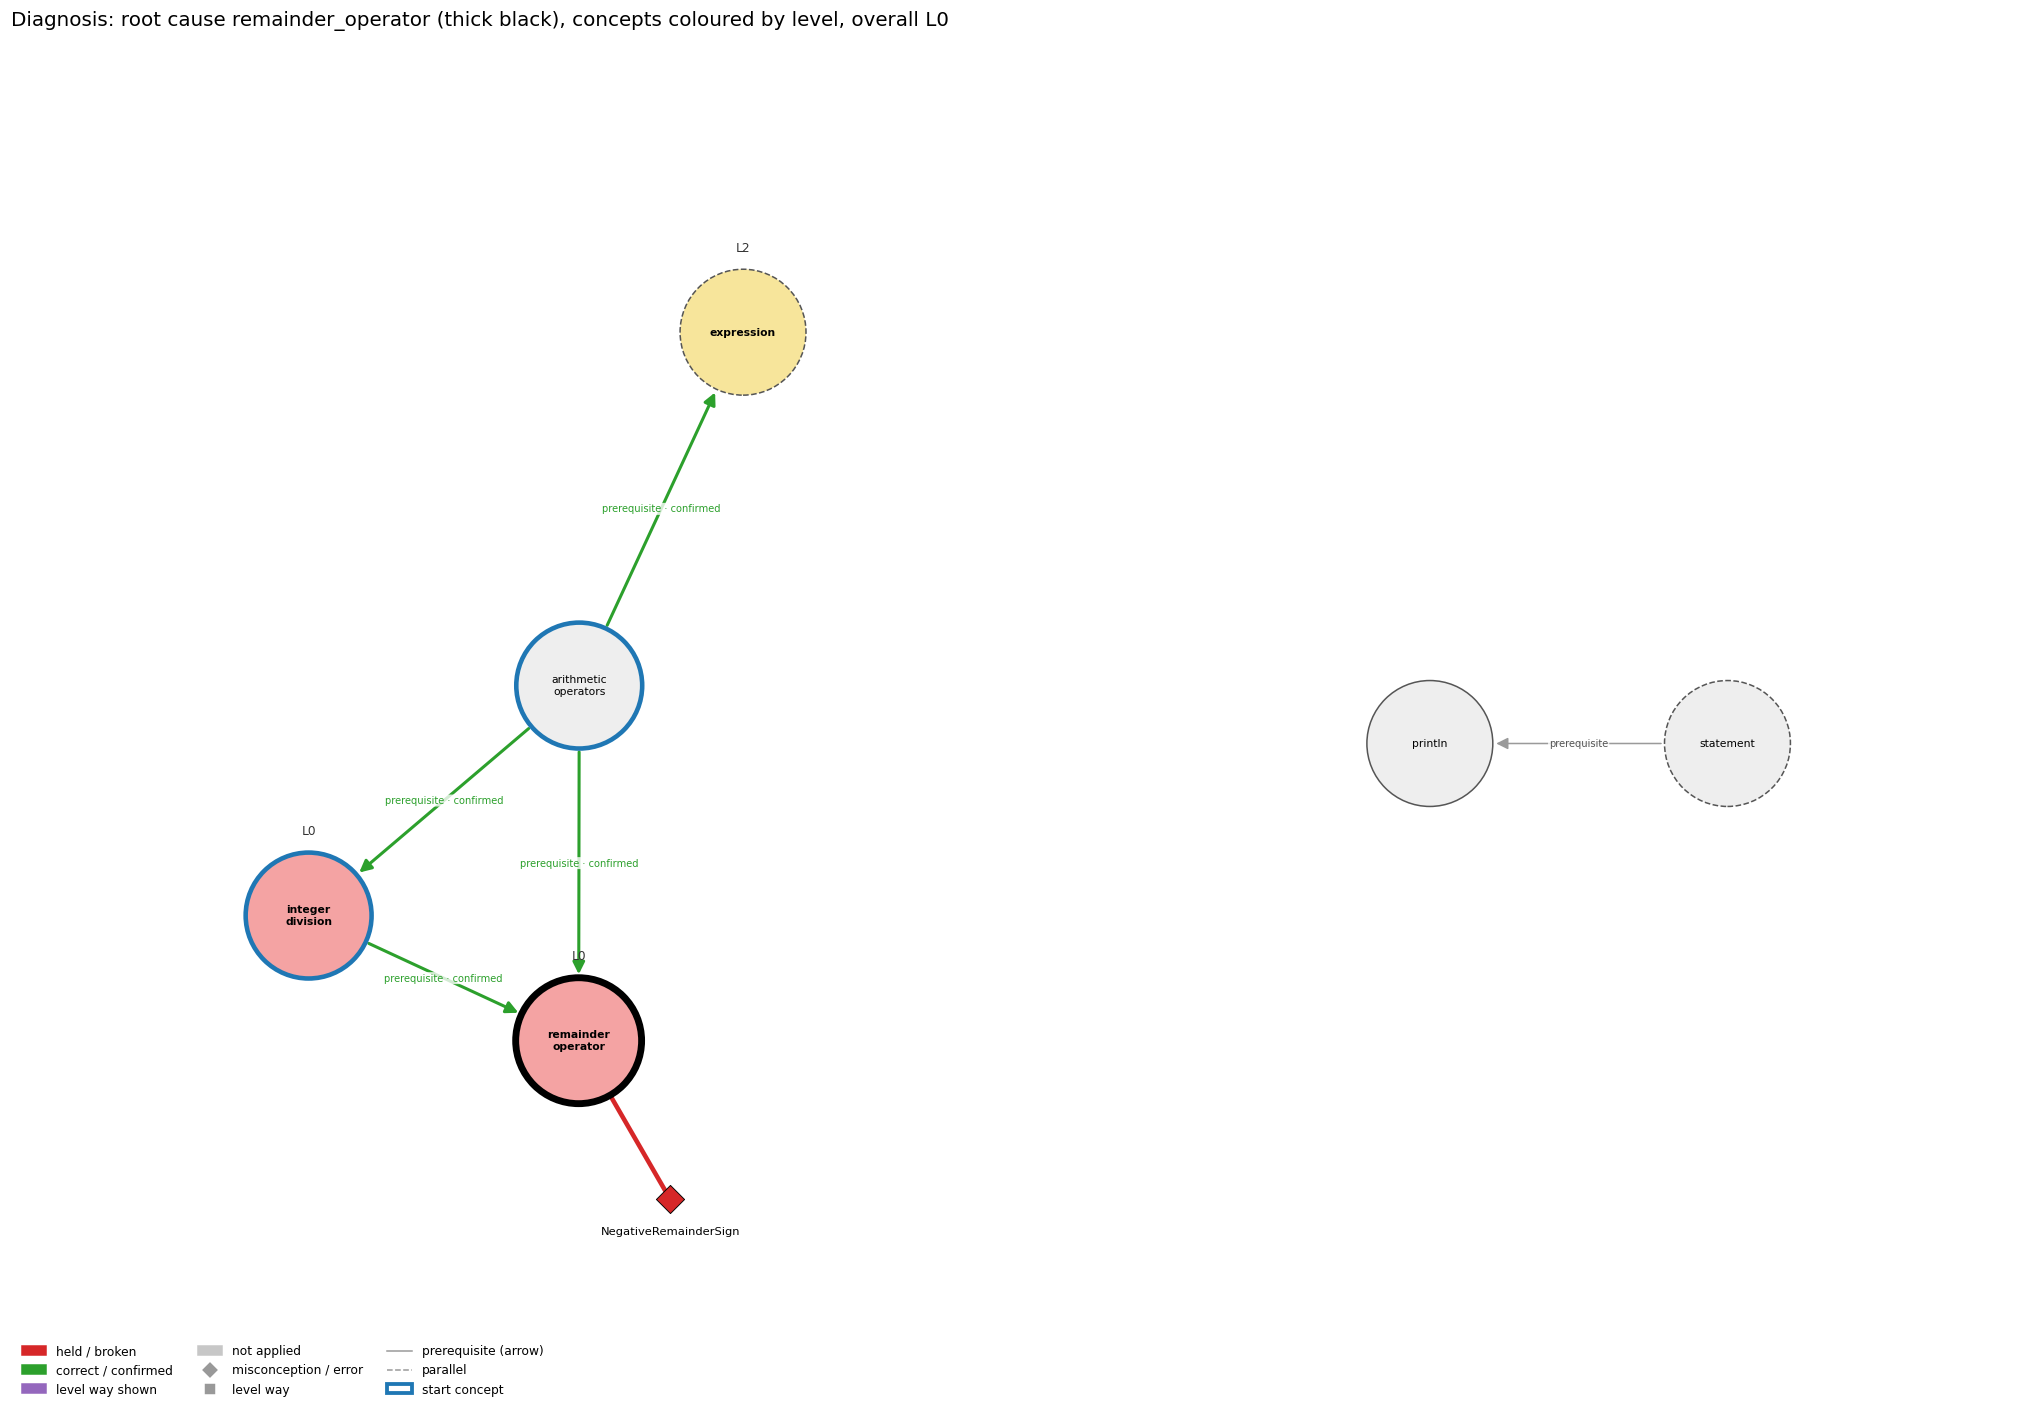 Diagnosis: root cause remainder_operator (thick black), concepts coloured by level, overall L0
L2
expression
prerequisite · confirmed
arithmetic
operators
println
prerequisite
statement
prerequisite · confirmed
L0
prerequisite · confirmed
integer
division
L0
prerequisite · confirmed
remainder
operator
NegativeRemainderSign
held / broken
correct / confirmed
level way shown
not applied
misconception / error
level way
prerequisite (arrow)
parallel
start concept